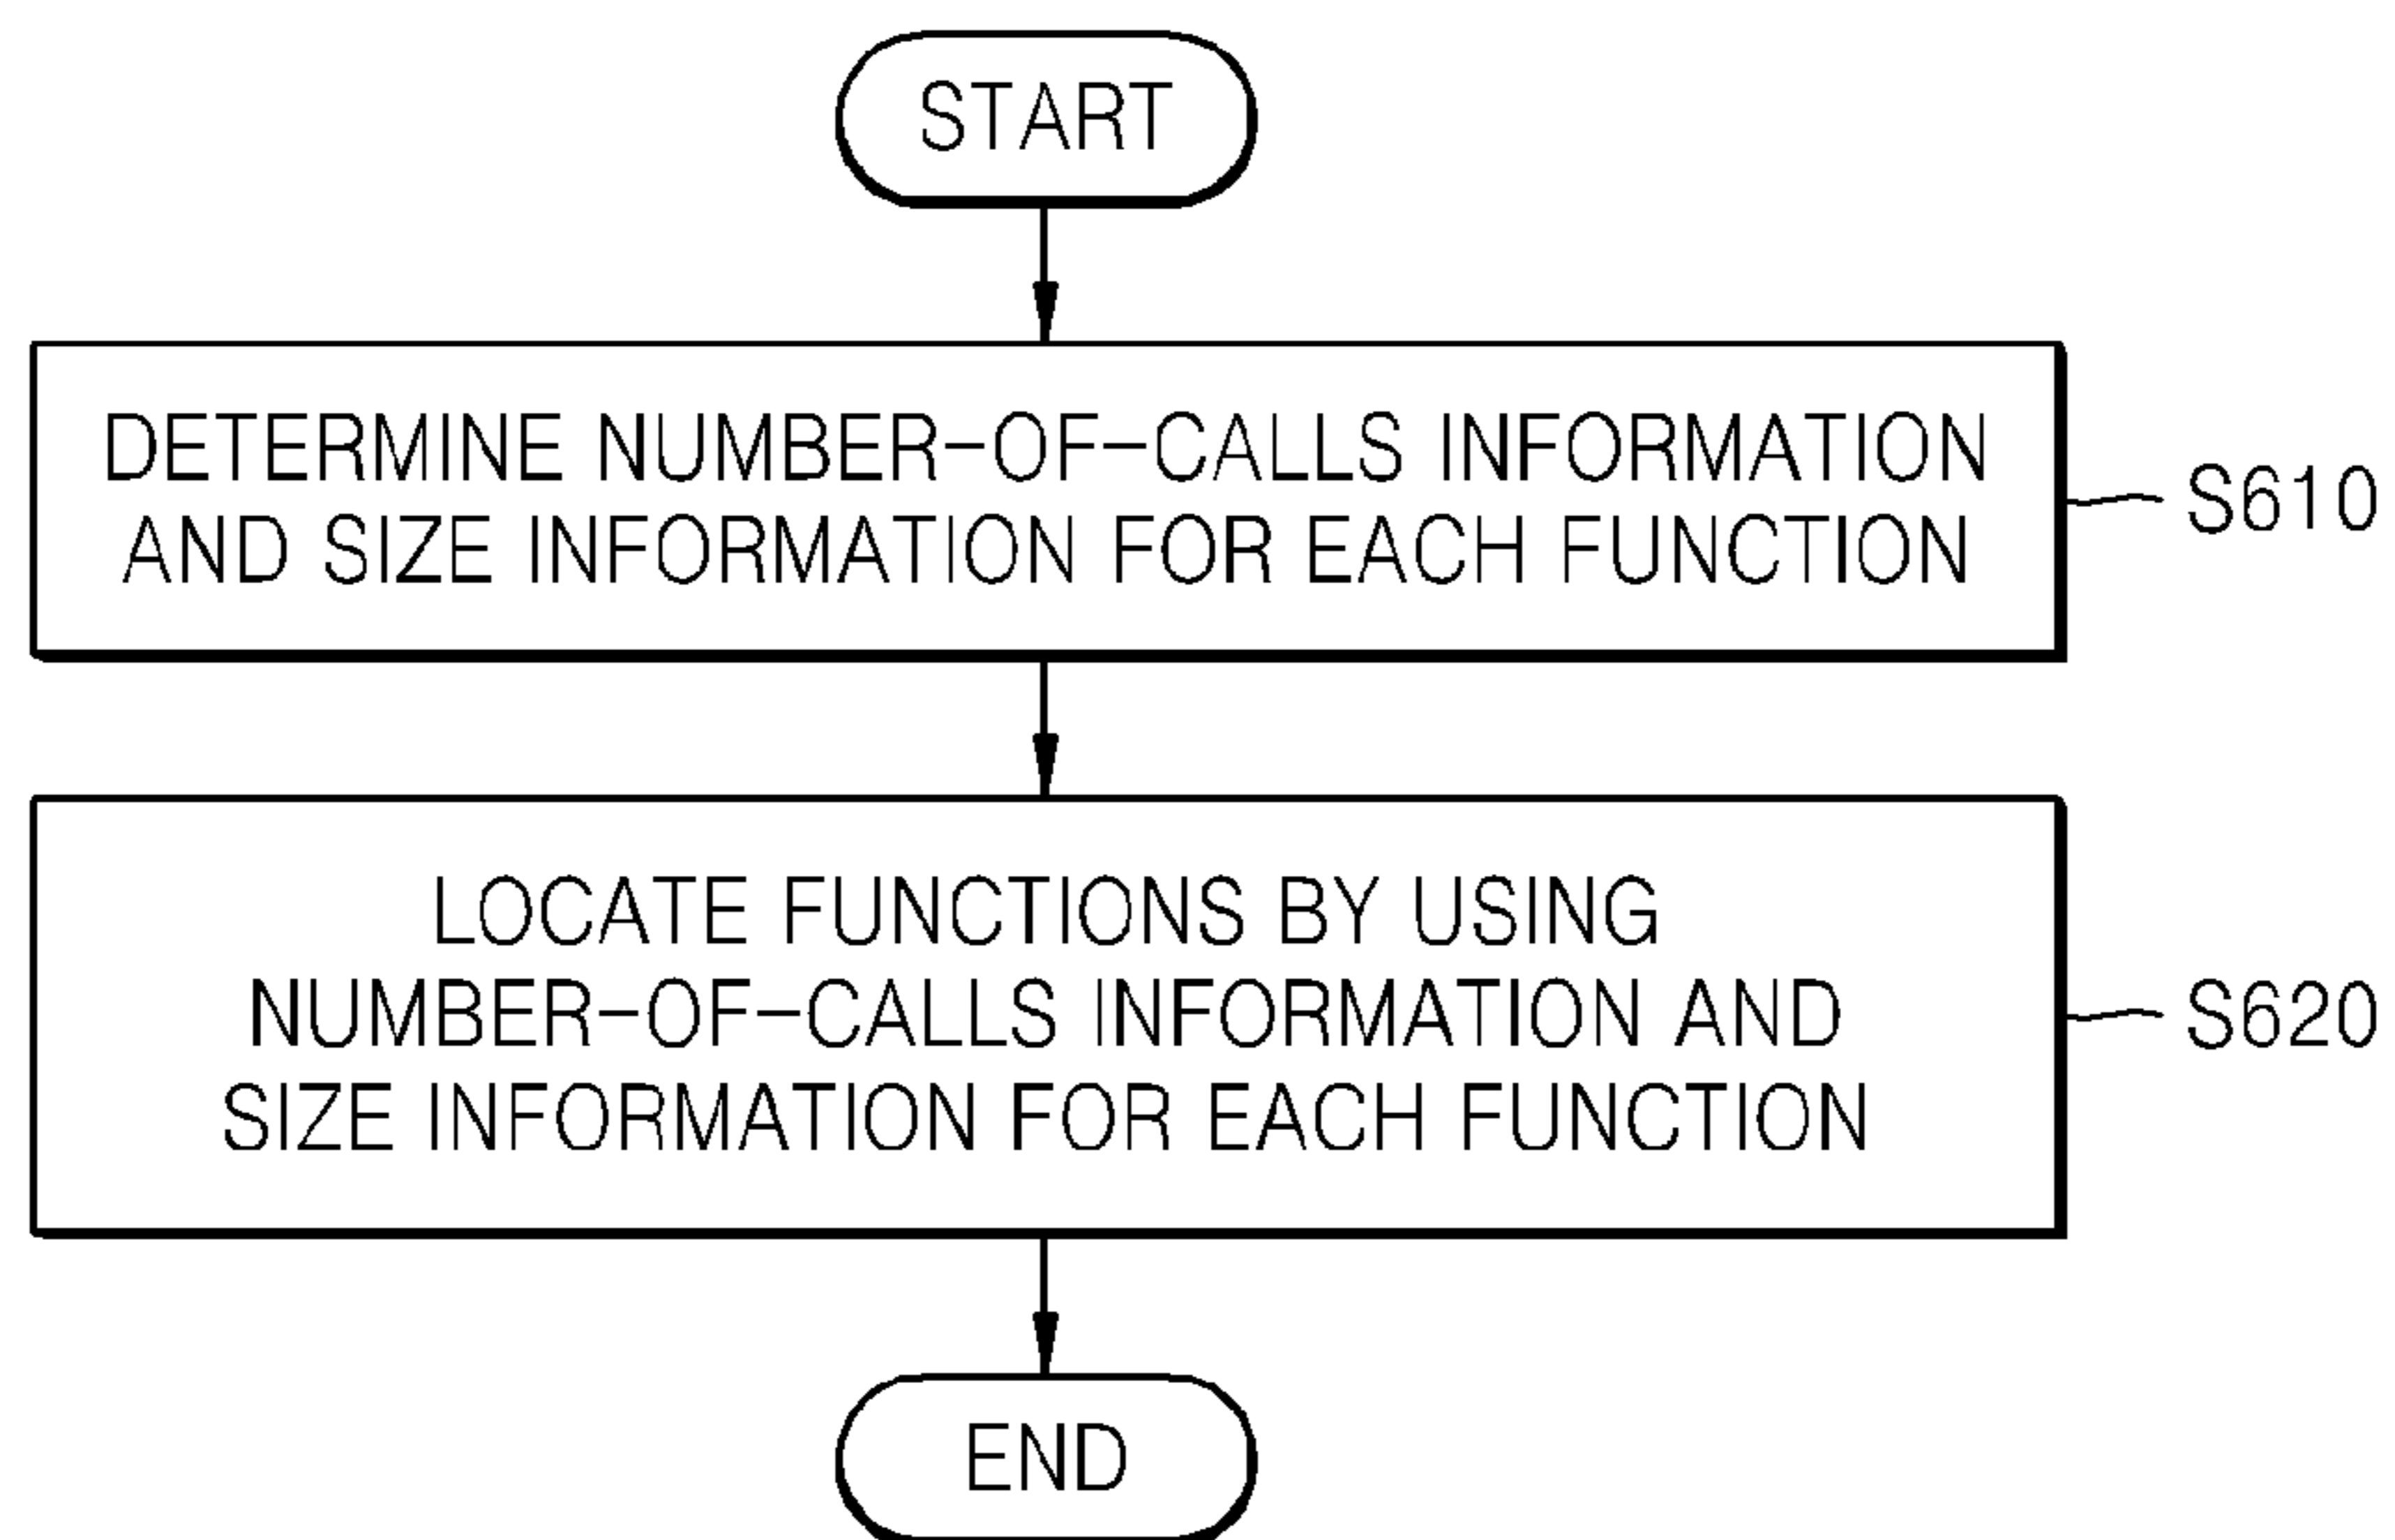 START
DETERMINE NUMBER-OF-CALLS INFORMATION
AND SIZE INFORMATION FOR EACH FUNCTION
S610
LOCATE FUNCTIONS BY USING
NUMBER-OF-CALLS INFORMATION AND
SIZE INFORMATION FOR EACH FUNCTION
S620
END